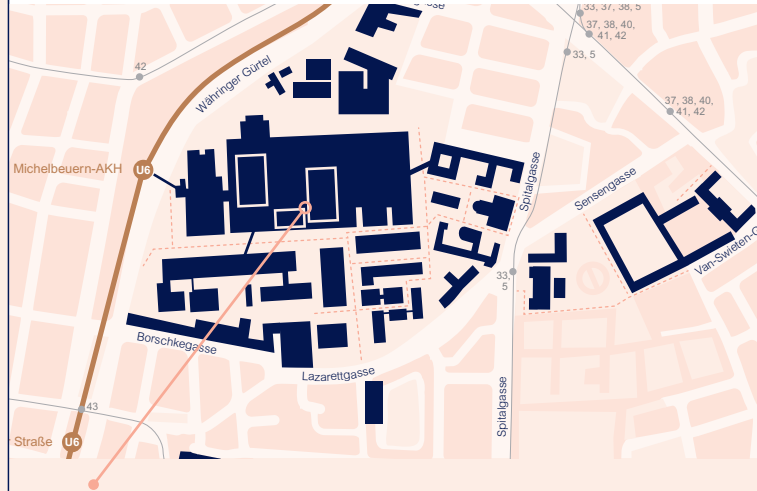 33, 37, 38, 5
37, 38, 40,
41, 42
33, 5
42
Währinger Gürtel
37, 38, 40,
41, 42
Michelbeuern-AKH
U6
Spitalgasse
Sensengasse
Van-Swieten-G
33,
5
Borschkegasse
Lazarettgasse
Spitalgasse
43
Straße
U6